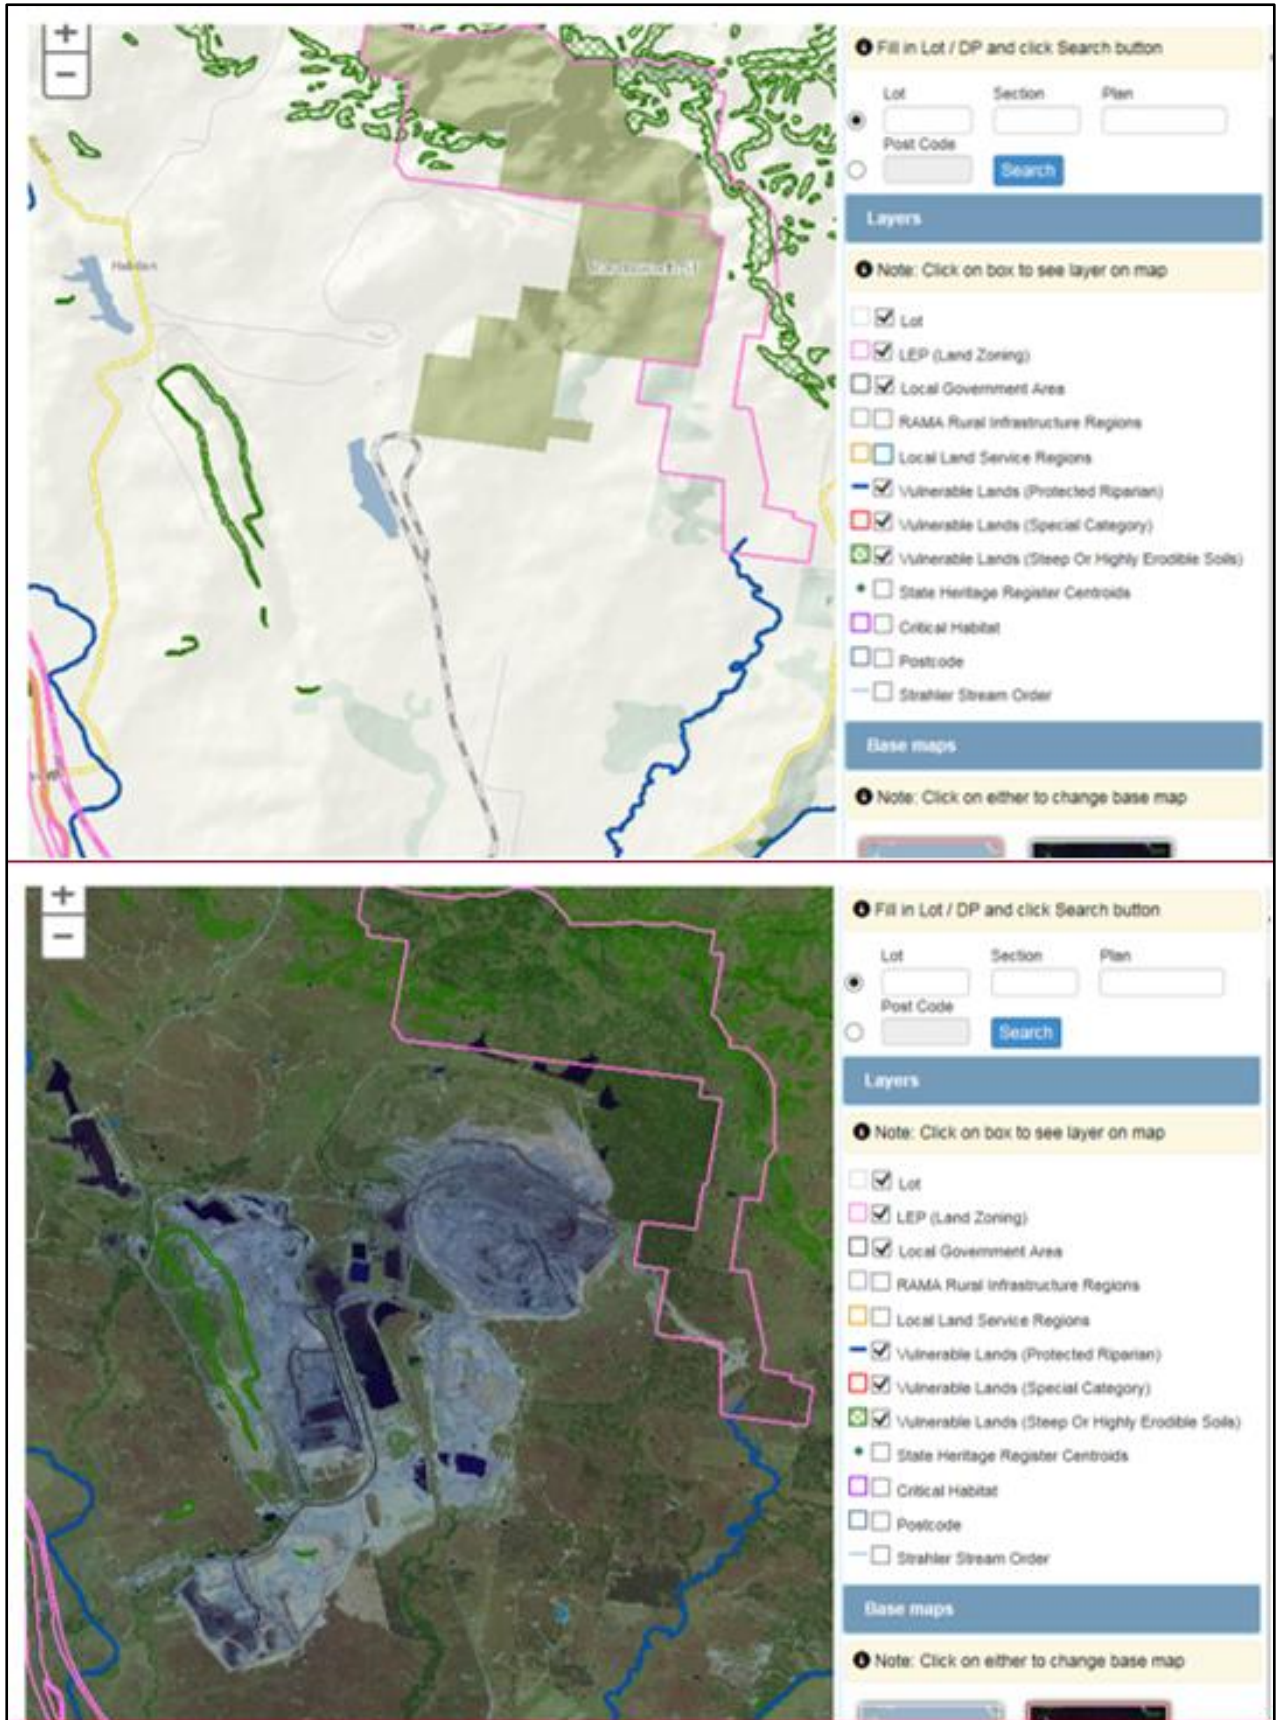 +
−
Fill in Lot / DP and click Search button
Lot Section Plan
Post Code
Search
Layers
Note: Click on box to see layer on map
Lot
LEP (Land Zoning)
Local Government Area
RAMA Rural Infrastructure Regions
Local Land Service Regions
Vulnerable Lands (Protected Riparian)
Vulnerable Lands (Special Category)
Vulnerable Lands (Steep Or Highly Erodible Soils)
State Heritage Register Centroids
Critical Habitat
Postcode
Strahler Stream Order
Base maps
Note: Click on either to change base map
+
−
Fill in Lot / DP and click Search button
Lot Section Plan
Post Code
Search
Layers
Note: Click on box to see layer on map
Lot
LEP (Land Zoning)
Local Government Area
RAMA Rural Infrastructure Regions
Local Land Service Regions
Vulnerable Lands (Protected Riparian)
Vulnerable Lands (Special Category)
Vulnerable Lands (Steep Or Highly Erodible Soils)
State Heritage Register Centroids
Critical Habitat
Postcode
Strahler Stream Order
Base maps
Note: Click on either to change base map